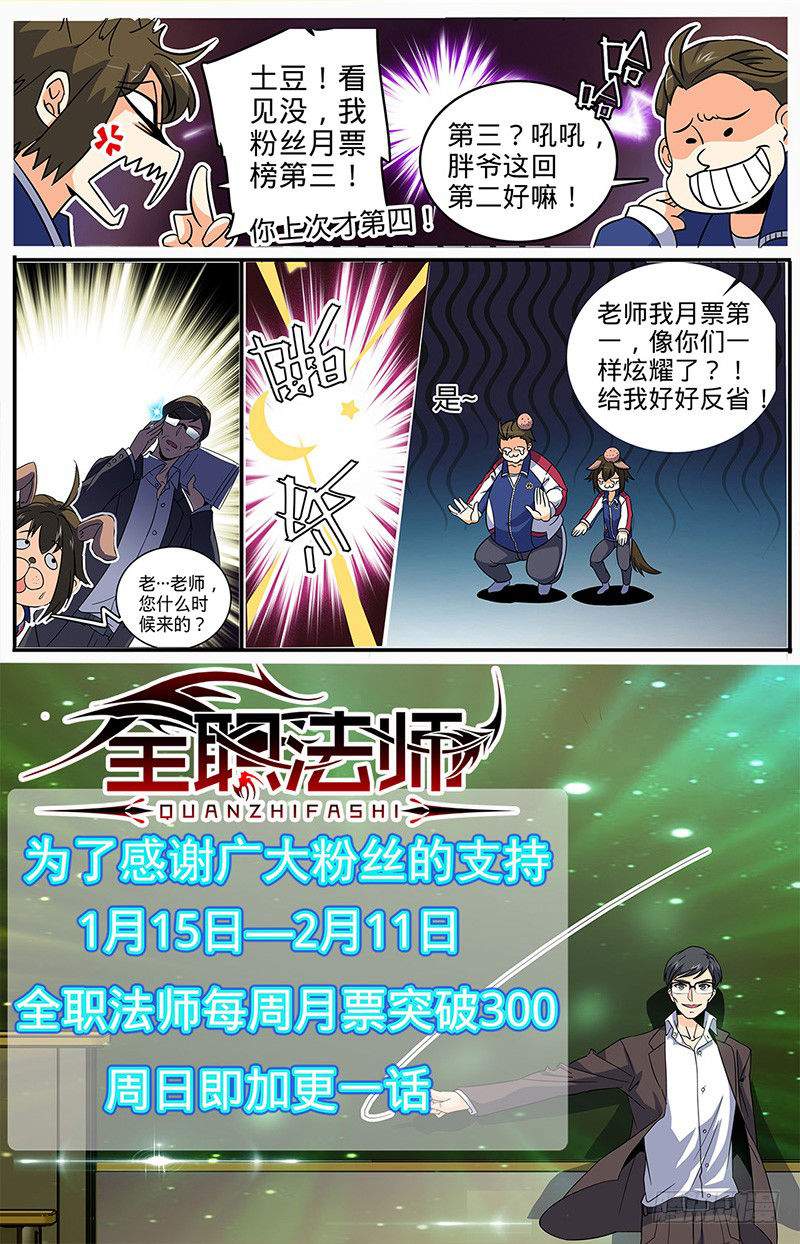 土豆！看
见没，我
粉丝月票
榜第三！
你上次才第四！
第三？吼吼，
胖爷这回
第二好嘛！
哈
哈
老…老师，
您什么时
候来的？
啪
是~
老师我月票第
一，像你们一
样炫耀了？！
给我好好反省！
全职法师
QUANZHIFASHI
为了感谢广大粉丝的支持
1月15日—2月11日
全职法师每周月票突破300
周日即加更一话